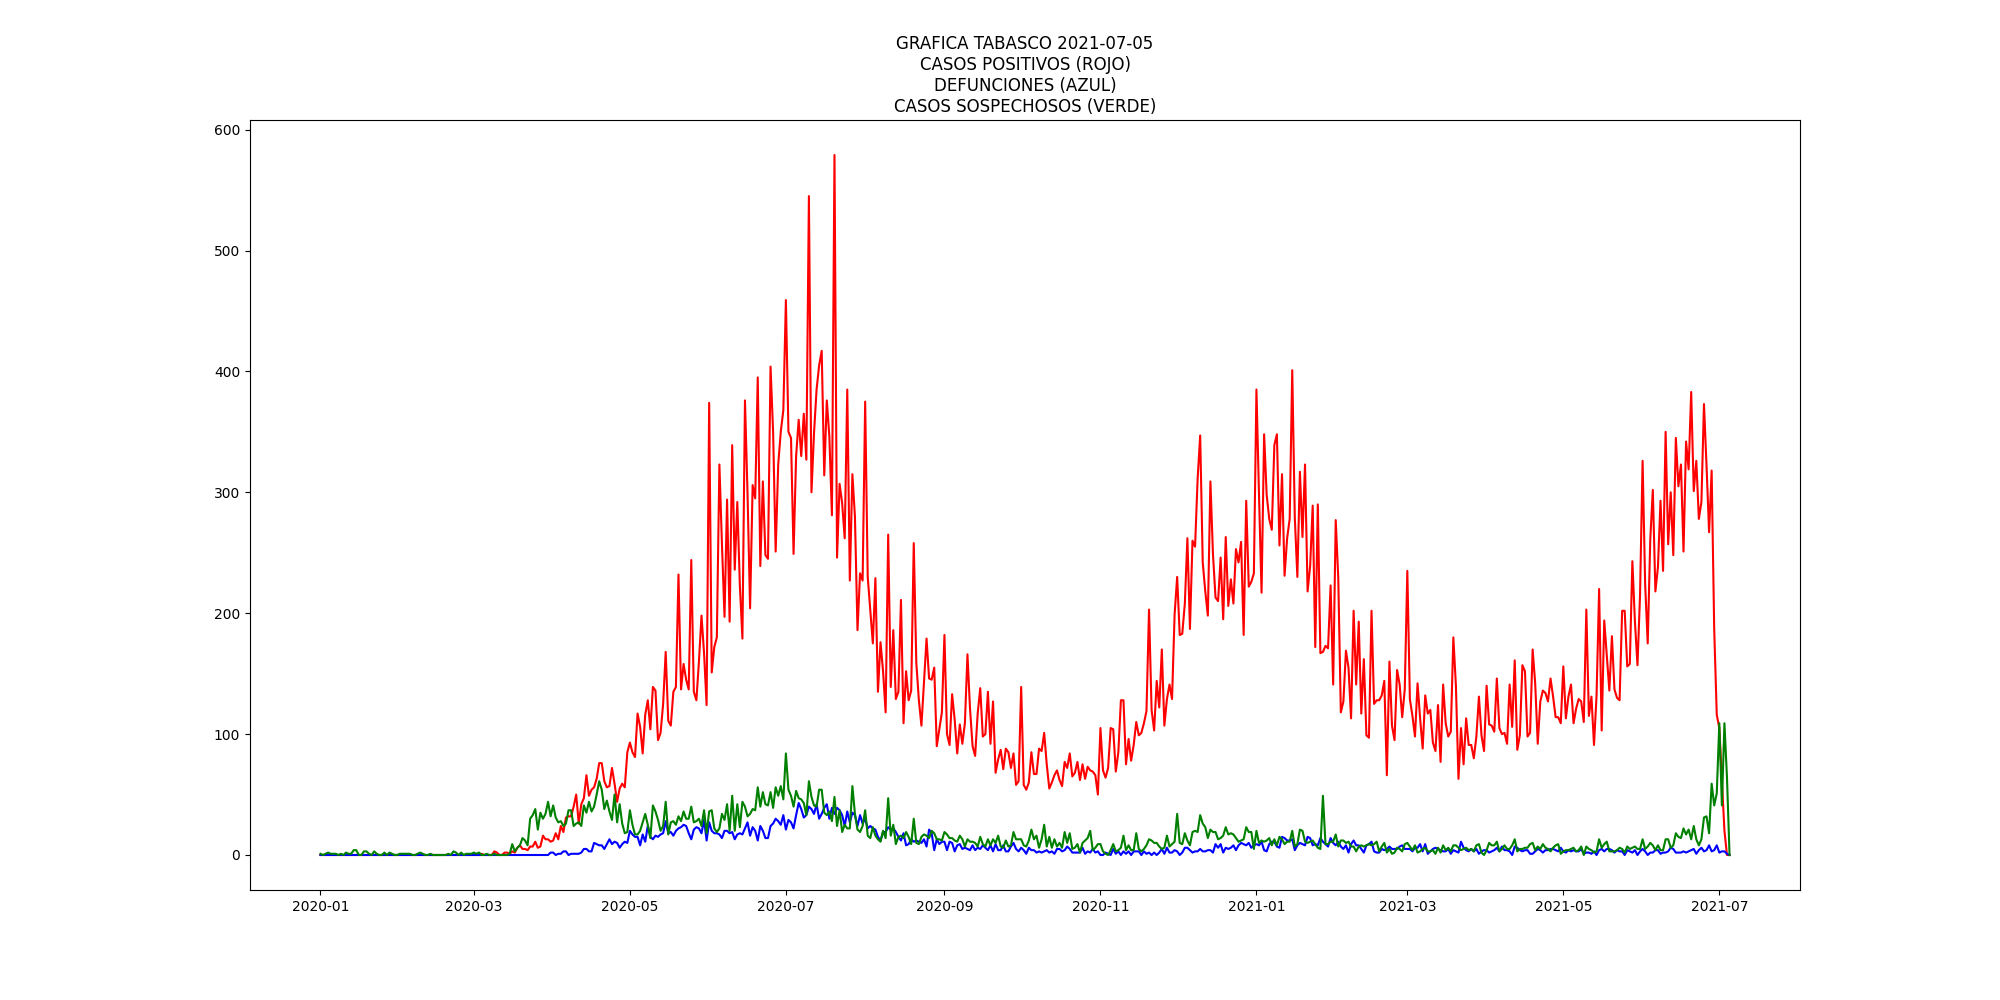 GRAFICA TABASCO 2021-07-05
CASOS POSITIVOS (ROJO)
DEFUNCIONES (AZUL)
CASOS SOSPECHOSOS (VERDE)
600
500
400
300
200
100
0
2020-01 2020-03 2020-05 2020-07 2020-09 2020-11 2021-01 2021-03 2021-05 2021-07